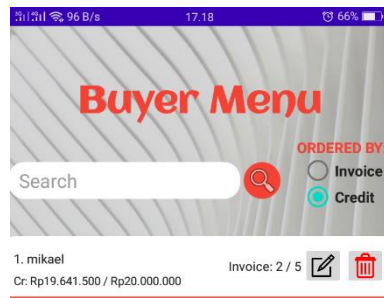 96 B/s 17.18 66%
Buyer Menu
ORDERED BY:
Search
Invoice
Credit
1. mikael
Invoice: 2 / 5
Cr: Rp19.641.500 / Rp20.000.000